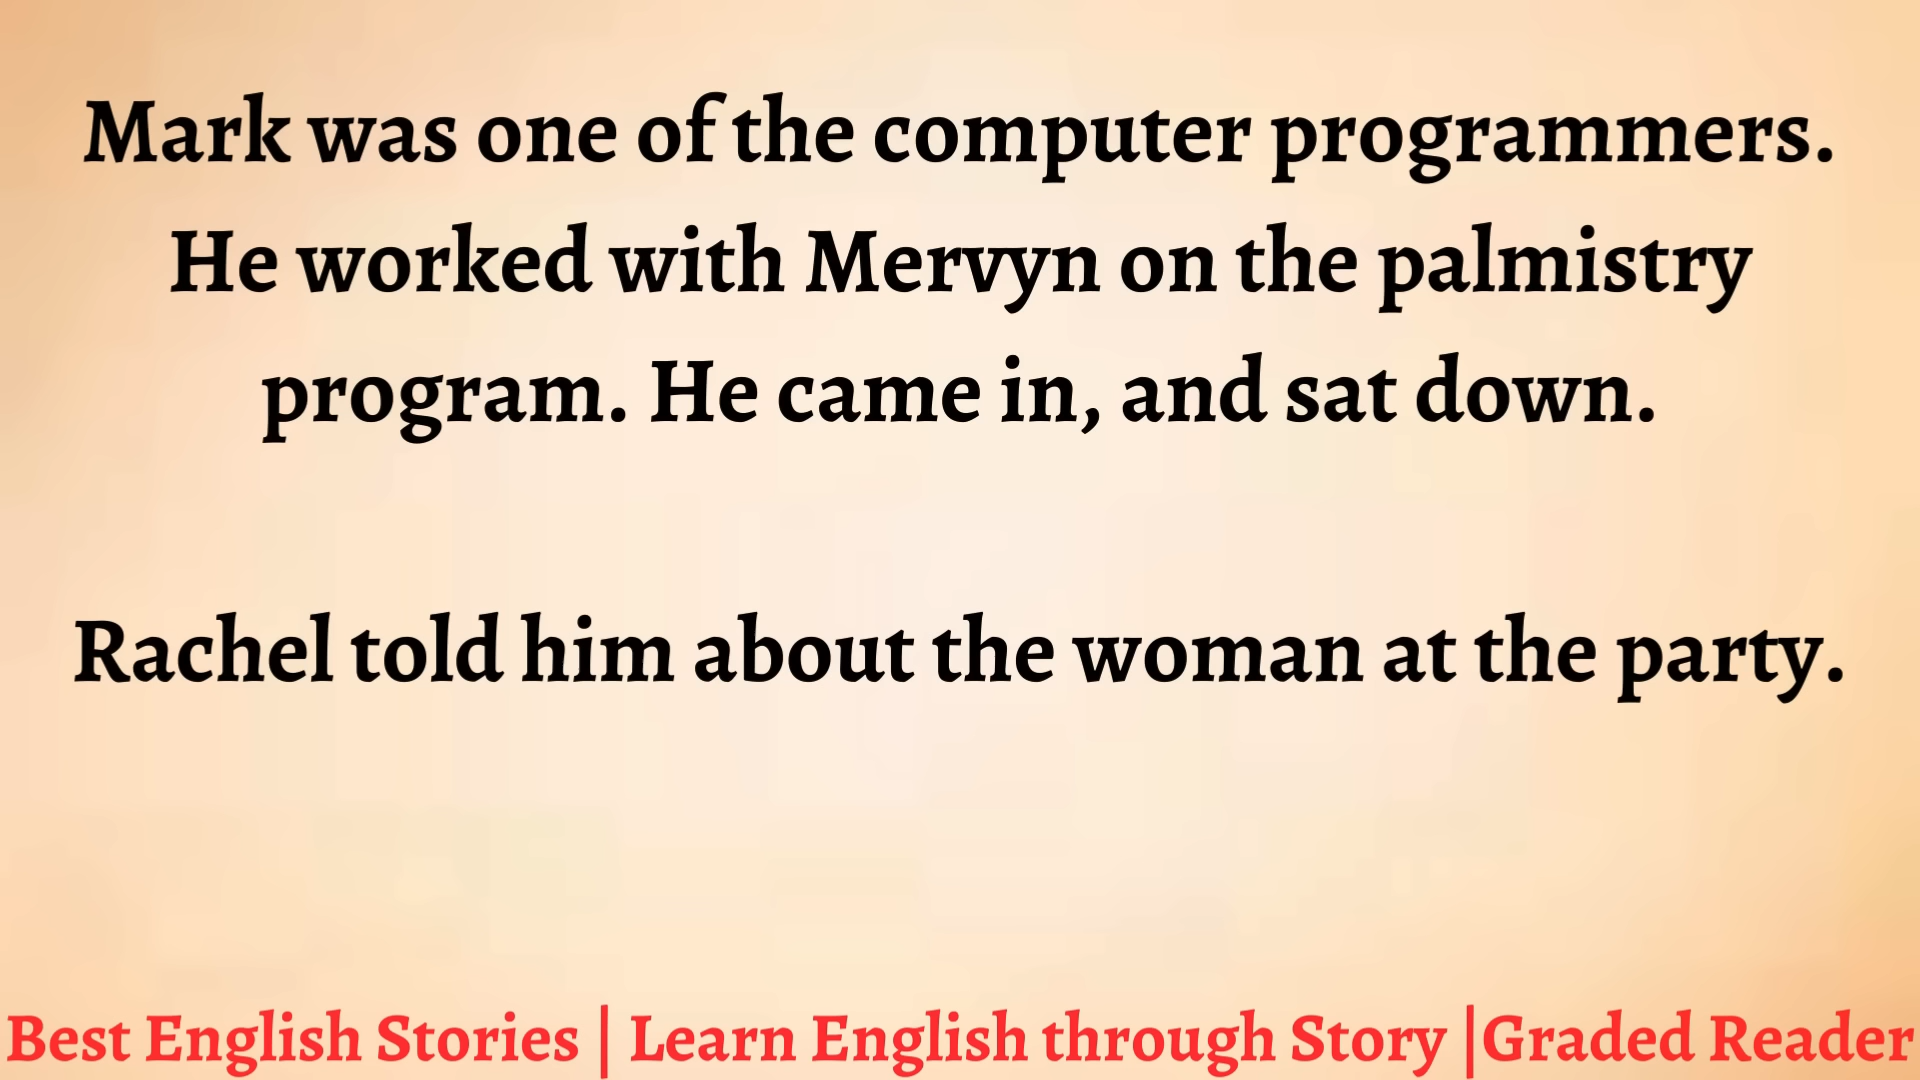 Mark was one of the computer programmers.
He worked with Mervyn on the palmistry
program. He came in, and sat down.
Rachel told him about the woman at the party.
Best English Stories | Learn English through Story |Graded Reader